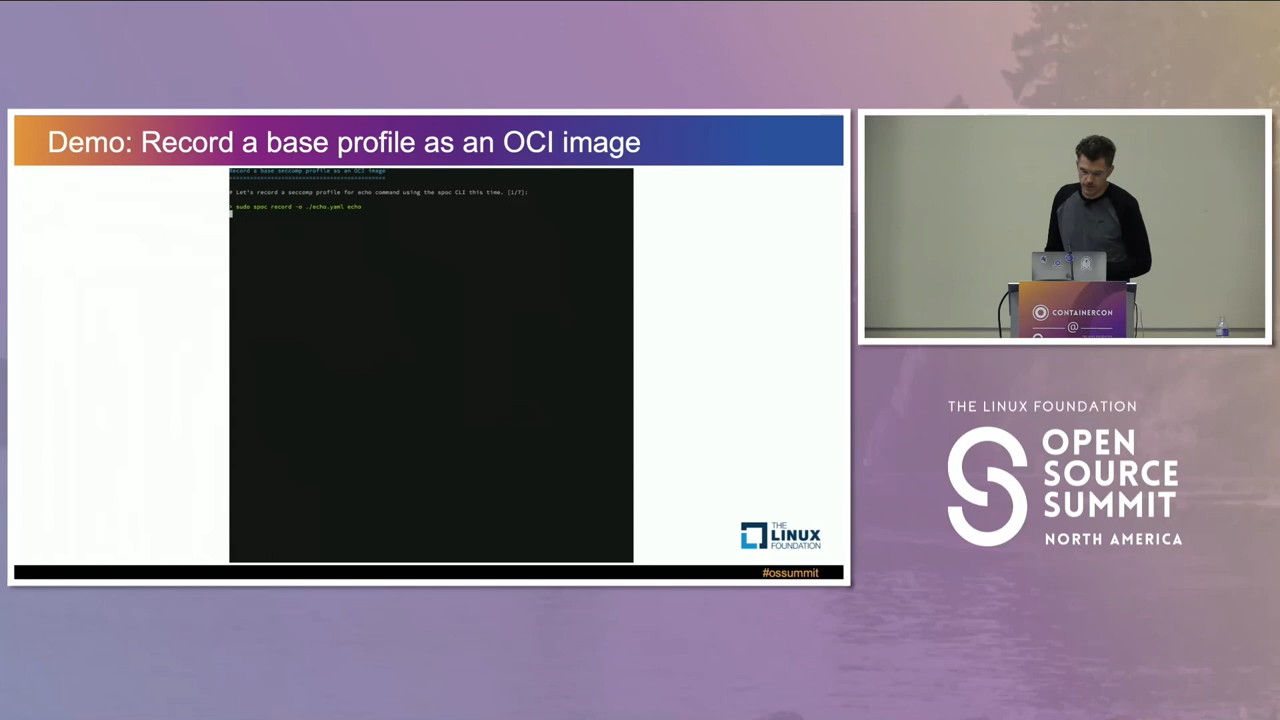 Demo: Record a base profile as an OCI image
Record a base seccomp profile as an OCI image
# Let's record a seccomp profile for echo command using the spoc CLI this time. [1/7]:
> sudo spoc record -o ./echo.yaml echo
THE
LINUX
FOUNDATION
#ossummit
CONTAINERCON
@
THE LINUX FOUNDATION
OPEN
SOURCE
SUMMIT
NORTH AMERICA